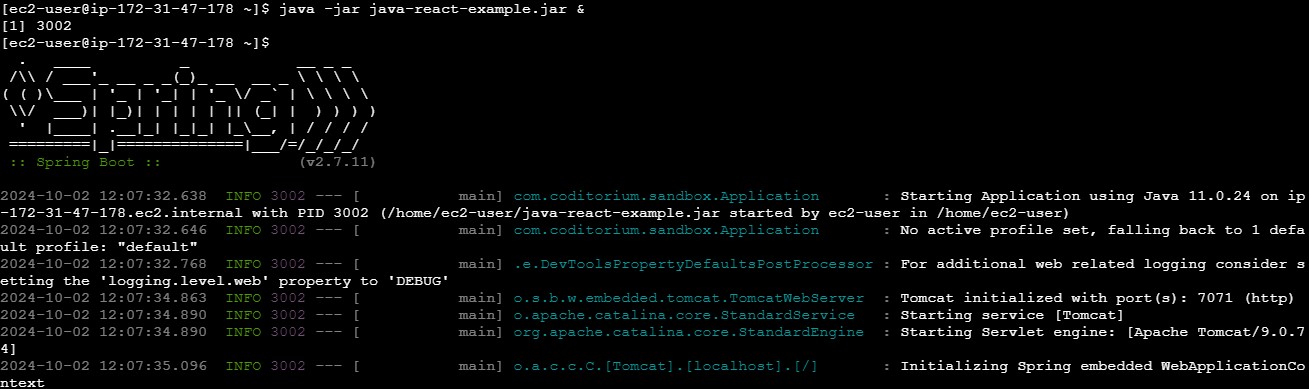 [ec2-user@ip-172-31-47-178 ~]$ java -jar java-react-example.jar &
[1] 3002
[ec2-user@ip-172-31-47-178 ~]$
  .   ____          _            __ _ _
 /\\ / ___'_ __ _ _(_)_ __  __ _ \ \ \ \
( ( )\___ | '_ | '_| | '_ \/ _` | \ \ \ \
 \\/  ___)| |_)| | | | | || (_| |  ) ) ) )
  '  |____| .__|_| |_|_| |_\__, | / / / /
 =========|_|==============|___/=/_/_/_/
 :: Spring Boot ::               (v2.7.11)
2024-10-02 12:07:32.638  INFO 3002 --- [           main] com.coditorium.sandbox.Application       : Starting Application using Java 11.0.24 on ip
-172-31-47-178.ec2.internal with PID 3002 (/home/ec2-user/java-react-example.jar started by ec2-user in /home/ec2-user)
2024-10-02 12:07:32.646  INFO 3002 --- [           main] com.coditorium.sandbox.Application       : No active profile set, falling back to 1 defa
ult profile: "default"
2024-10-02 12:07:32.768  INFO 3002 --- [           main] .e.DevToolsPropertyDefaultsPostProcessor : For additional web related logging consider s
etting the 'logging.level.web' property to 'DEBUG'
2024-10-02 12:07:34.863  INFO 3002 --- [           main] o.s.b.w.embedded.tomcat.TomcatWebServer  : Tomcat initialized with port(s): 7071 (http)
2024-10-02 12:07:34.890  INFO 3002 --- [           main] o.apache.catalina.core.StandardService   : Starting service [Tomcat]
2024-10-02 12:07:34.890  INFO 3002 --- [           main] org.apache.catalina.core.StandardEngine  : Starting Servlet engine: [Apache Tomcat/9.0.7
4]
2024-10-02 12:07:35.096  INFO 3002 --- [           main] o.a.c.c.C.[Tomcat].[localhost].[/]       : Initializing Spring embedded WebApplicationCo
ntext